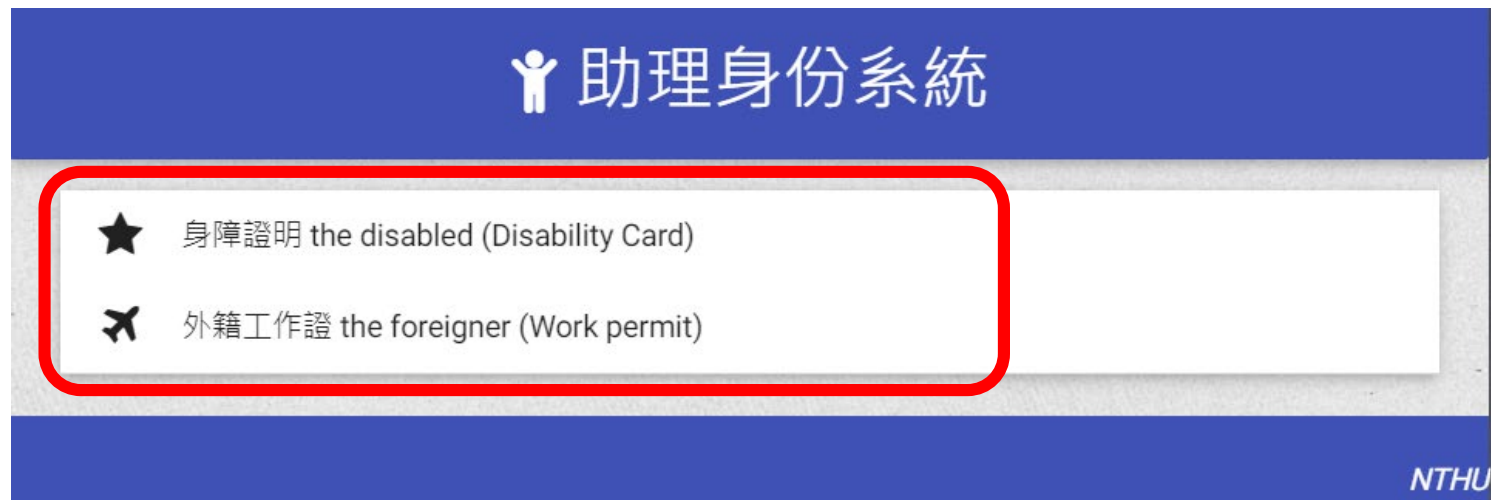 助理身份系統
身障證明 the disabled (Disability Card)
外籍工作證 the foreigner (Work permit)
NTHU